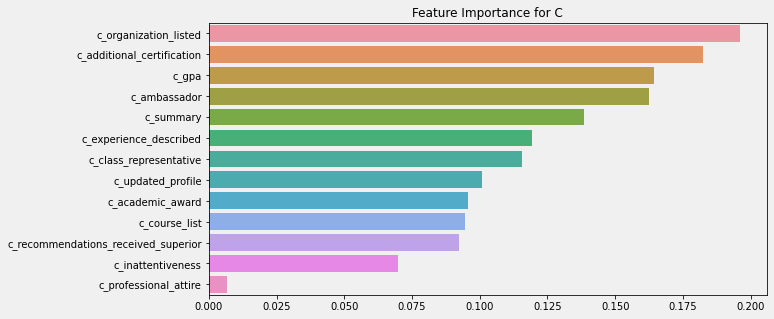 Feature Importance for C
c_organization_listed
c_additional_certification
c_gpa
c_ambassador
c_summary
c_experience_described
c_class_representative
c_updated_profile
c_academic_award
c_course_list
c_recommendations_received_superior
c_inattentiveness
c_professional_attire
0.000 0.025 0.050 0.075 0.100 0.125 0.150 0.175 0.200